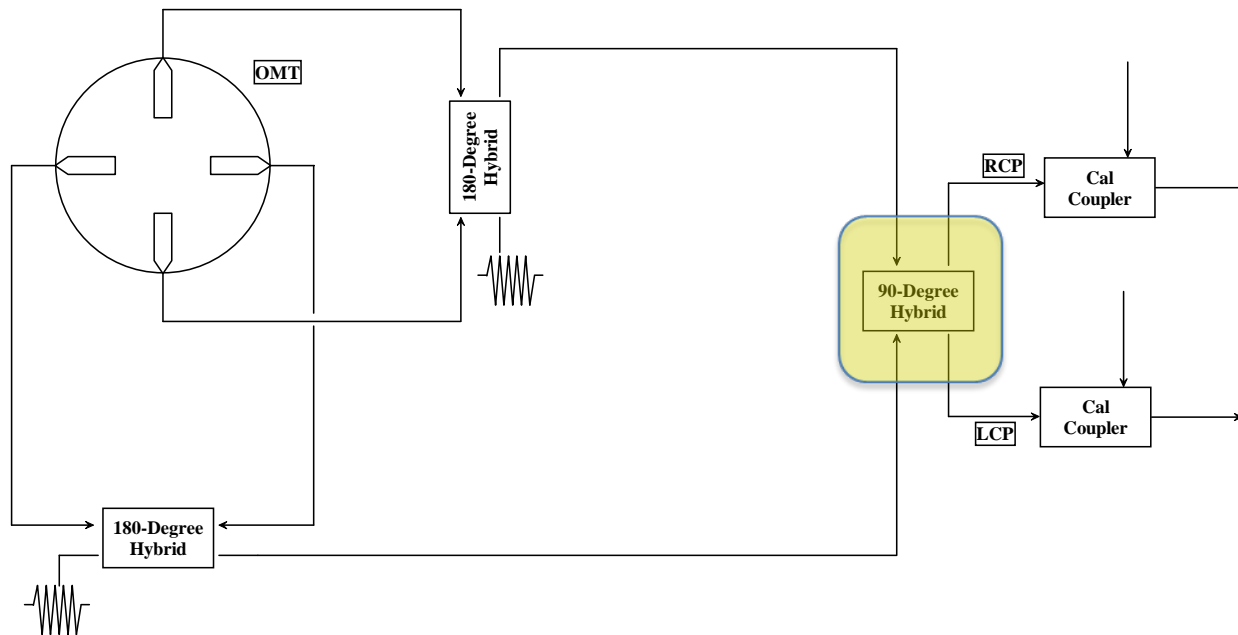 OMT
180-Degree
Hybrid
RCP
Cal
Coupler
90-Degree
Hybrid
LCP
Cal
Coupler
180-Degree
Hybrid